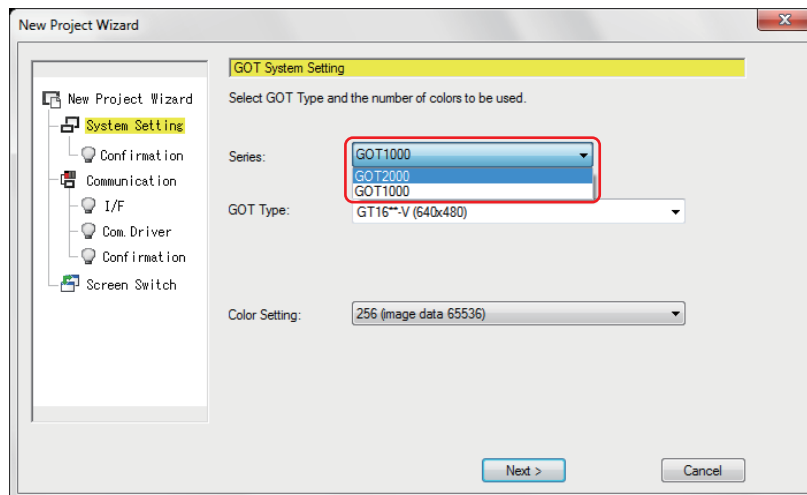 New Project Wizard
GOT System Setting
New Project Wizard
System Setting
Confirmation
Communication
I/F
Com. Driver
Confirmation
Screen Switch
Select GOT Type and the number of colors to be used.
Series:
GOT1000
GOT2000
GOT1000
GOT Type:
GT16**-V (640x480)
Color Setting:
256 (image data 65536)
Next >
Cancel